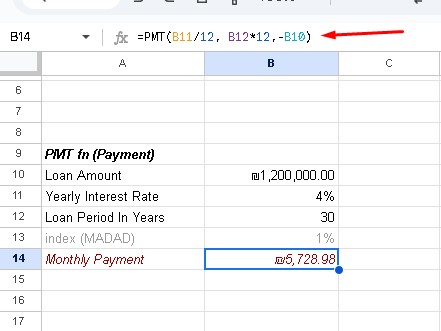 B14 fx =PMT(B11/12, B12*12,-B10)
A B C
6
7
8
9 PMT fn (Payment)
10 Loan Amount ₪1,200,000.00
11 Yearly Interest Rate 4%
12 Loan Period In Years 30
13 index (MADAD) 1%
14 Monthly Payment ₪5,728.98
15
16
17